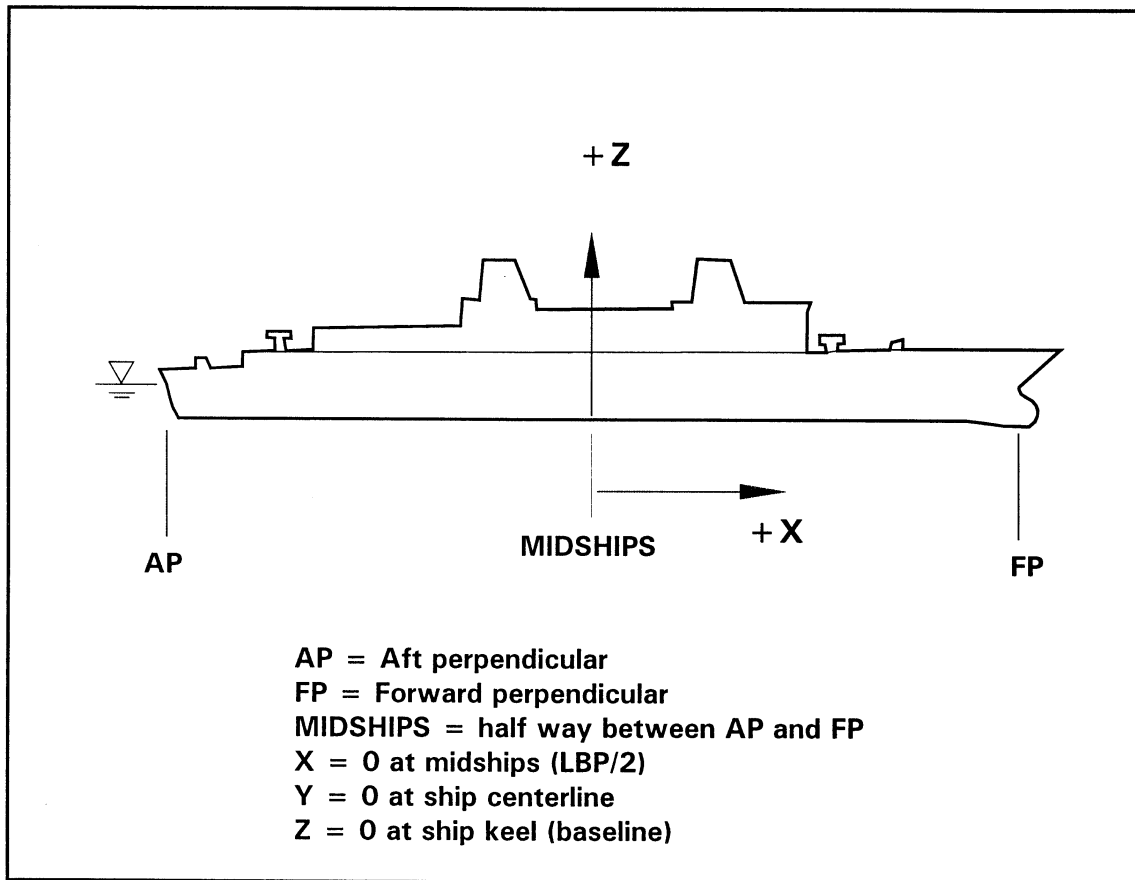 + Z
+ X
MIDSHIPS
AP
FP
AP = Aft perpendicular
FP = Forward perpendicular
MIDSHIPS = half way between AP and FP
X = 0 at midships (LBP/2)
Y = 0 at ship centerline
Z = 0 at ship keel (baseline)